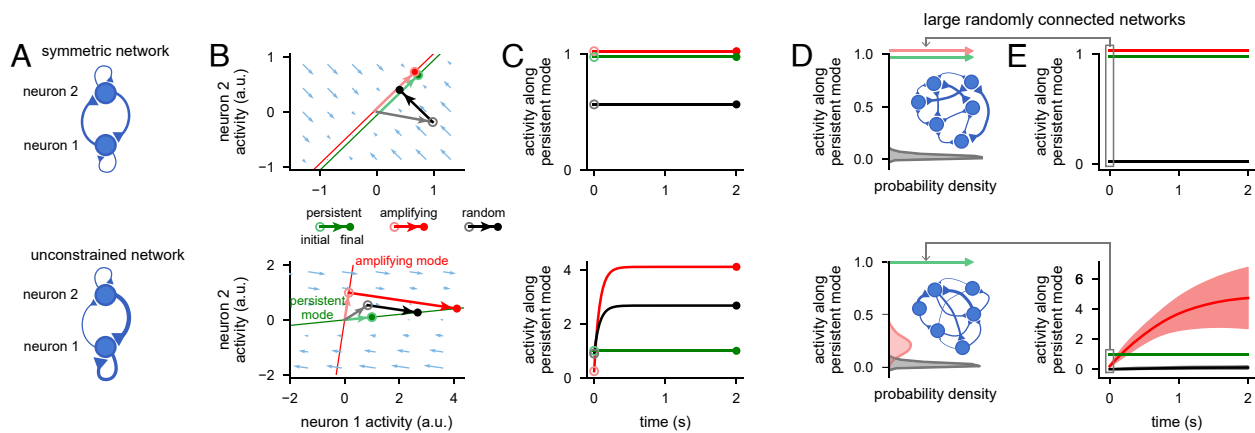 large randomly connected networks
A
symmetric network
neuron 2
neuron 1
B
neuron 2
activity (a.u.)
1
0
−1
−1
0
1
C
activity along
persistent mode
1
0
0
2
D
activity along
persistent mode
1.0
0.5
0.0
probability density
E
activity along
persistent mode
1
0
0
1
2
persistent
amplifying
random
initial
final
unconstrained network
neuron 2
neuron 1
neuron 2
activity (a.u.)
2
0
−2
amplifying mode
persistent
mode
−2
0
2
4
neuron 1 activity (a.u.)
activity along
persistent mode
4
2
0
0
2
time (s)
activity along
persistent mode
1.0
0.5
0.0
probability density
activity along
persistent mode
6
4
2
0
0
1
2
time (s)